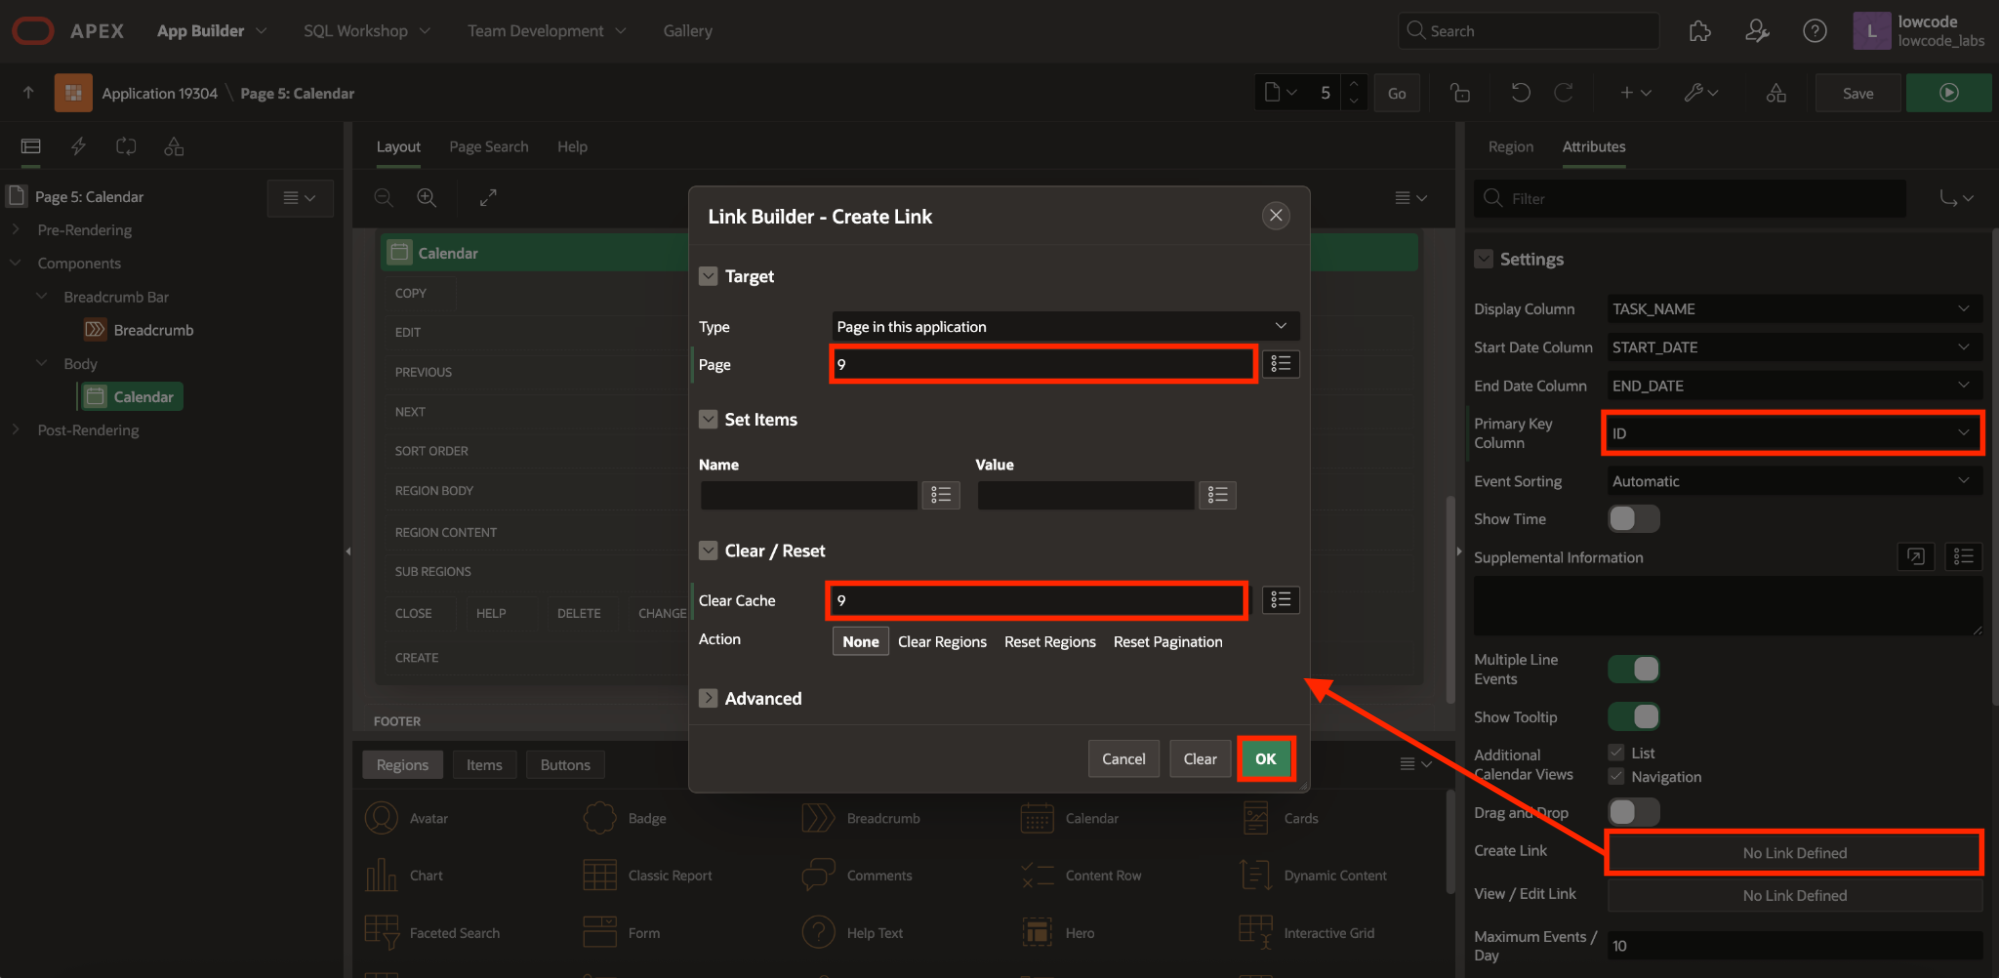 APEX App Builder SQL Workshop Team Development Gallery Search L lowcode
lowcode_labs
Application 19304 \ Page 5: Calendar 5 Go Save
Layout Page Search Help
Region Attributes
Page 5: Calendar
Pre-Rendering
Components
Breadcrumb Bar
Breadcrumb
Body
Calendar
Post-Rendering
Calendar
COPY
EDIT
PREVIOUS
NEXT
SORT ORDER
REGION BODY
REGION CONTENT
SUB REGIONS
CLOSE HELP DELETE CHANGE
CREATE
FOOTER
Regions Items Buttons
Avatar Badge Breadcrumb Calendar Cards
Chart Classic Report Comments Content Row Dynamic Content
Faceted Search Form Help Text Hero Interactive Grid
Link Builder - Create Link
Target
Type Page in this application
Page 9
Set Items
Name Value
Clear / Reset
Clear Cache 9
Action None Clear Regions Reset Regions Reset Pagination
Advanced
Cancel Clear OK
Filter
Settings
Display Column TASK_NAME
Start Date Column START_DATE
End Date Column END_DATE
Primary Key
Column ID
Event Sorting Automatic
Show Time
Supplemental Information
Multiple Line
Events
Show Tooltip
Additional
Calendar Views
List
Navigation
Drag and Drop
Create Link No Link Defined
View / Edit Link No Link Defined
Maximum Events /
Day 10